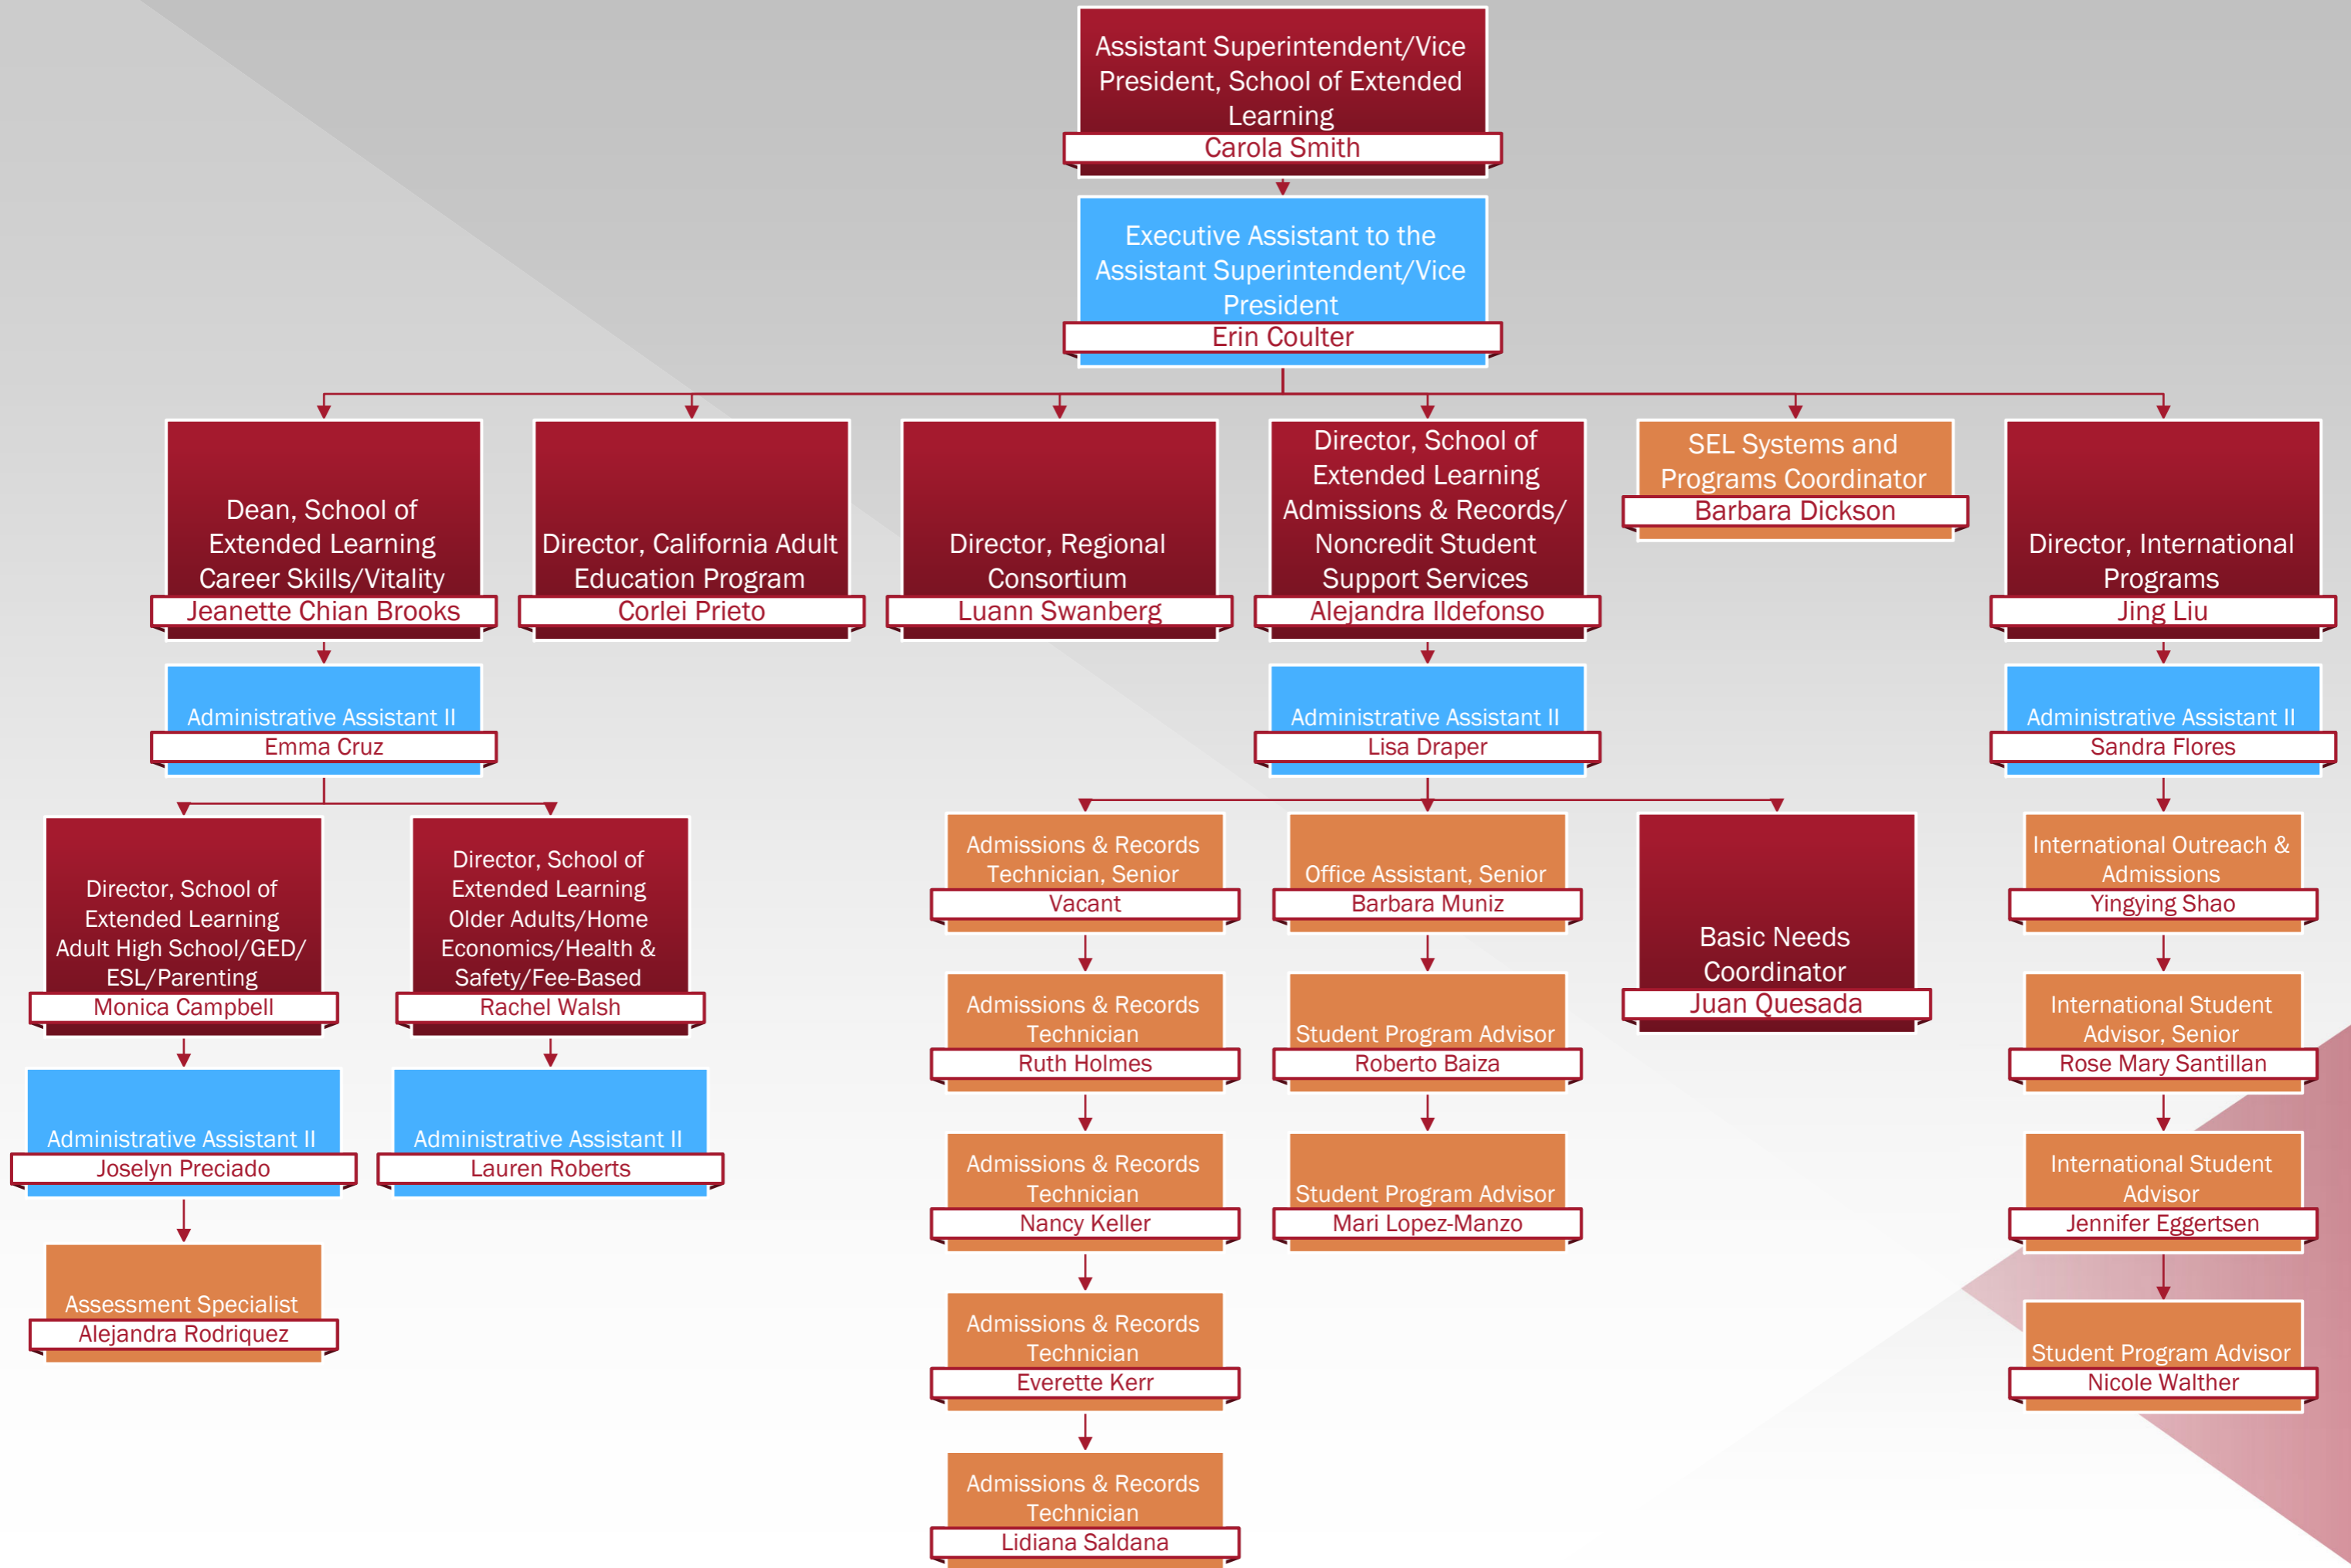 Assistant Superintendent/Vice
President, School of Extended
Learning
Carola Smith
Executive Assistant to the
Assistant Superintendent/Vice
President
Erin Coulter
Dean, School of
Extended Learning
Career Skills/Vitality
Jeanette Chian Brooks
Director, California Adult
Education Program
Corlei Prieto
Director, Regional
Consortium
Luann Swanberg
Director, School of
Extended Learning
Admissions & Records/
Noncredit Student
Support Services
Alejandra Ildefonso
SEL Systems and
Programs Coordinator
Barbara Dickson
Director, International
Programs
Jing Liu
Administrative Assistant II
Emma Cruz
Administrative Assistant II
Lisa Draper
Administrative Assistant II
Sandra Flores
Director, School of
Extended Learning
Adult High School/GED/
ESL/Parenting
Monica Campbell
Director, School of
Extended Learning
Older Adults/Home
Economics/Health &
Safety/Fee-Based
Rachel Walsh
Admissions & Records
Technician, Senior
Vacant
Office Assistant, Senior
Barbara Muniz
Basic Needs
Coordinator
Juan Quesada
International Outreach &
Admissions
Yingying Shao
Admissions & Records
Technician
Ruth Holmes
Student Program Advisor
Roberto Baiza
International Student
Advisor, Senior
Rose Mary Santillan
Administrative Assistant II
Joselyn Preciado
Administrative Assistant II
Lauren Roberts
Admissions & Records
Technician
Nancy Keller
Student Program Advisor
Mari Lopez-Manzo
International Student
Advisor
Jennifer Eggertsen
Assessment Specialist
Alejandra Rodriquez
Admissions & Records
Technician
Everette Kerr
Student Program Advisor
Nicole Walther
Admissions & Records
Technician
Lidiana Saldana